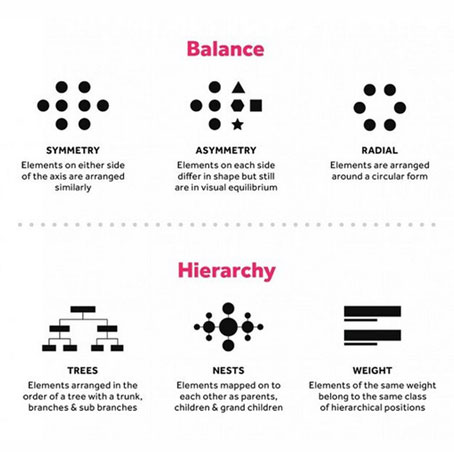 Balance
SYMMETRY
Elements on either side
of the axis are arranged
similarly
ASYMMETRY
Elements on each side
differ in shape but still
are in visual equilibrium
RADIAL
Elements are arranged
around a circular form
Hierarchy
TREES
Elements arranged in the
order of a tree with a trunk,
branches & sub branches
NESTS
Elements mapped on to
each other as parents,
children & grand children
WEIGHT
Elements of the same weight
belong to the same class
of hierarchical positions